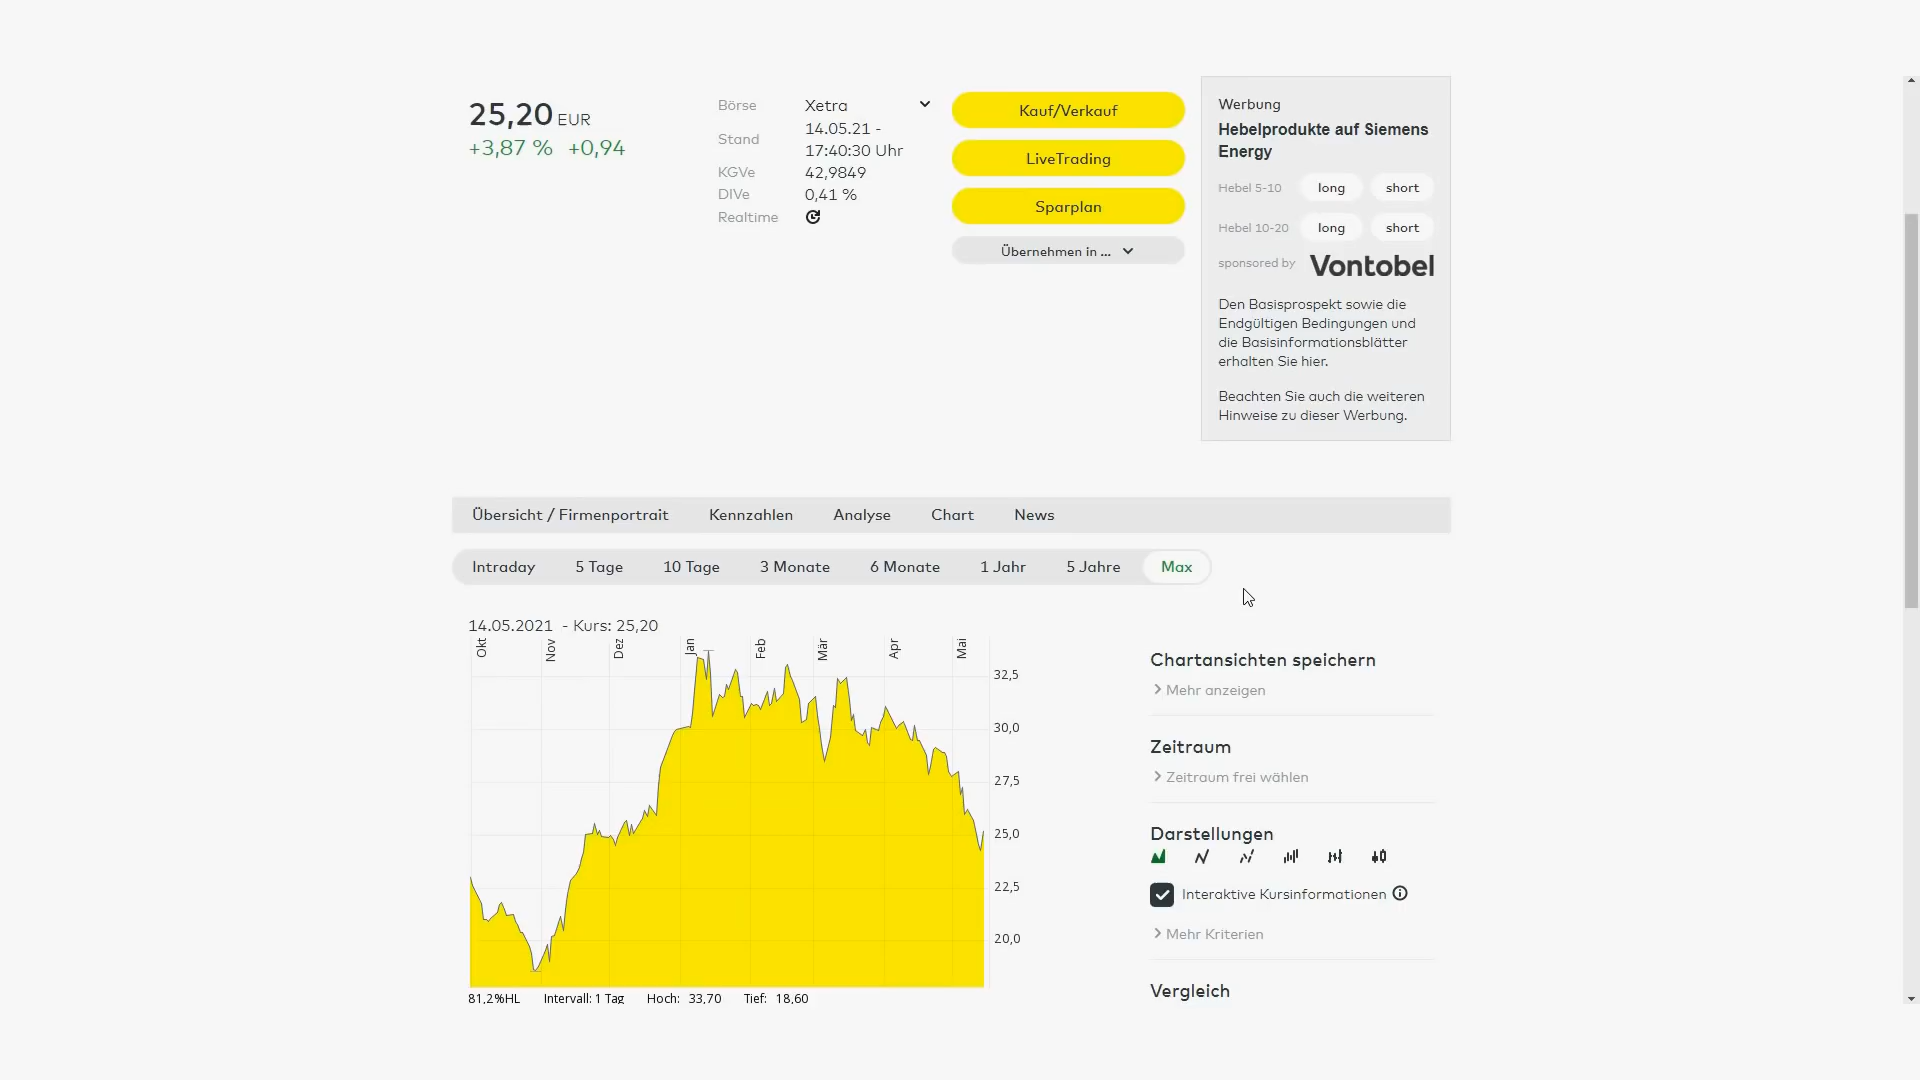 25,20 EUR
+3,87 % +0,94
Börse Xetra
Stand 14.05.21 -
17:40:30 Uhr
KGVe 42,9849
DIVe 0,41 %
Realtime
Kauf/Verkauf
LiveTrading
Sparplan
Übernehmen in ...
Werbung
Hebelprodukte auf Siemens
Energy
Hebel 5-10 long short
Hebel 10-20 long short
sponsored by Vontobel
Den Basisprospekt sowie die
Endgültigen Bedingungen und
die Basisinformationsblätter
erhalten Sie hier.
Beachten Sie auch die weiteren
Hinweise zu dieser Werbung.
Übersicht / Firmenportrait Kennzahlen Analyse Chart News
Intraday 5 Tage 10 Tage 3 Monate 6 Monate 1 Jahr 5 Jahre Max
14.05.2021 - Kurs: 25,20
Okt Nov Dez Jan Feb Mär Apr Mai
32,5
30,0
27,5
25,0
22,5
20,0
81,2%HL Intervall: 1 Tag Hoch: 33,70 Tief: 18,60
Chartansichten speichern
Mehr anzeigen
Zeitraum
Zeitraum frei wählen
Darstellungen
Interaktive Kursinformationen
Mehr Kriterien
Vergleich